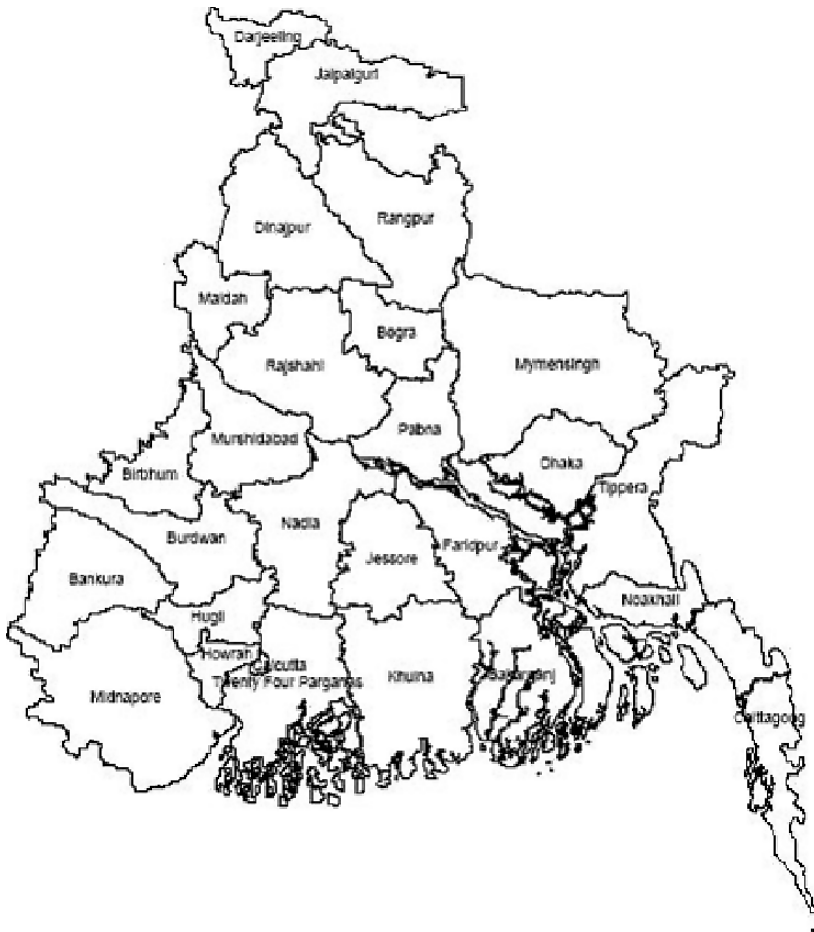 Darjeeling
Jalpaiguri
Dinajpur
Rangpur
Maldah
Bogra
Rajshahi
Mymensingh
Murshidabad
Pabna
Birbhum
Dhaka
Tippera
Nadia
Burdwan
Faridpur
Jessore
Bankura
Noakhali
Hugli
Howrah
Calcutta
Twenty Four Parganas
Khulna
Bakarganj
Midnapore
Chittagong